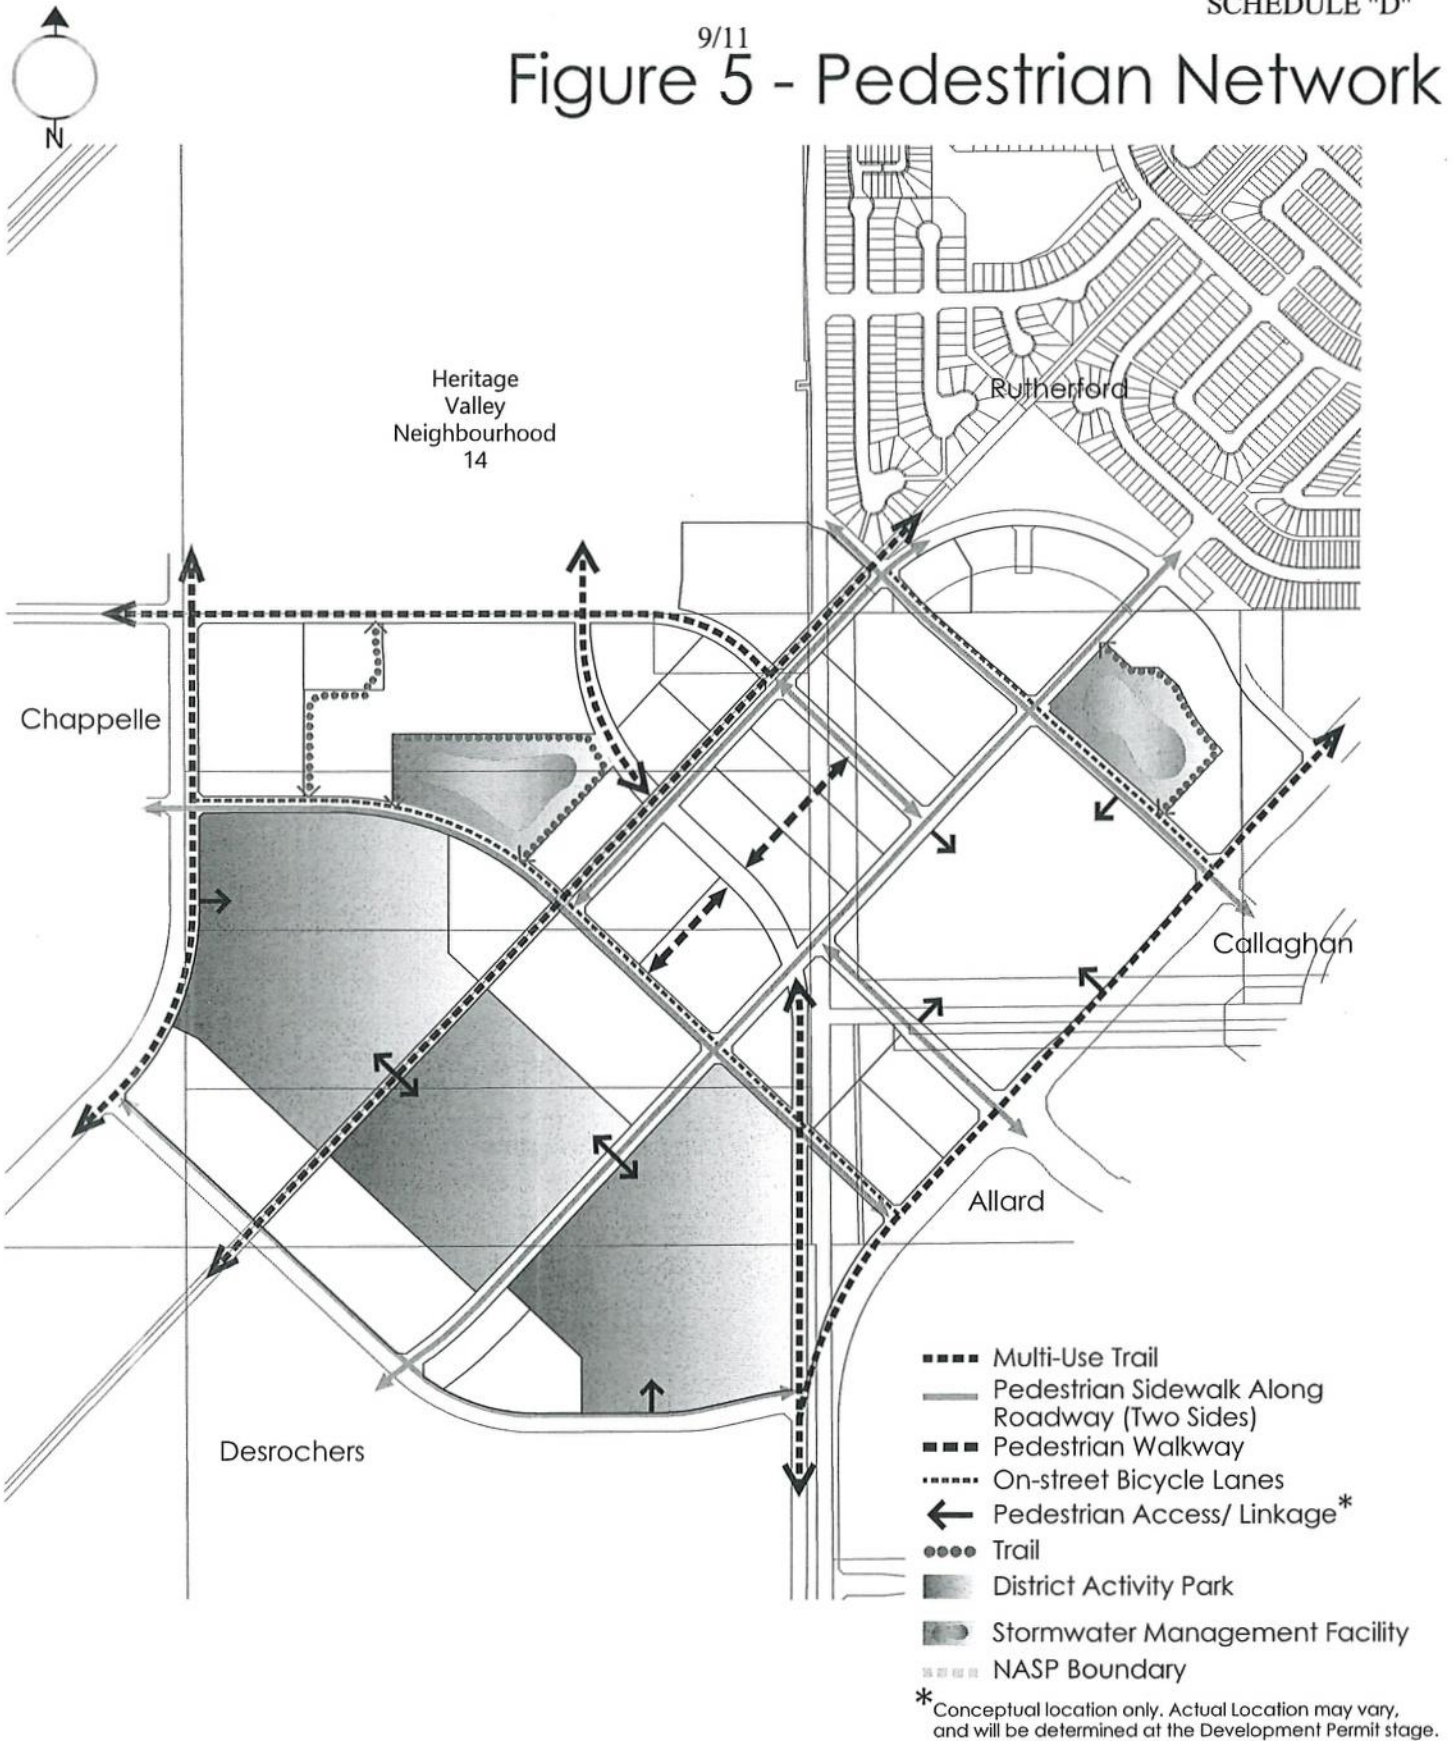 SCHEDULE "D"
9/11
Figure 5 - Pedestrian Network
N
Heritage
Valley
Neighbourhood
14
Rutherford
Chappelle
Callaghan
Allard
Desrochers
Multi-Use Trail
Pedestrian Sidewalk Along
Roadway (Two Sides)
Pedestrian Walkway
On-street Bicycle Lanes
Pedestrian Access/ Linkage*
Trail
District Activity Park
Stormwater Management Facility
NASP Boundary
*Conceptual location only. Actual Location may vary,
and will be determined at the Development Permit stage.